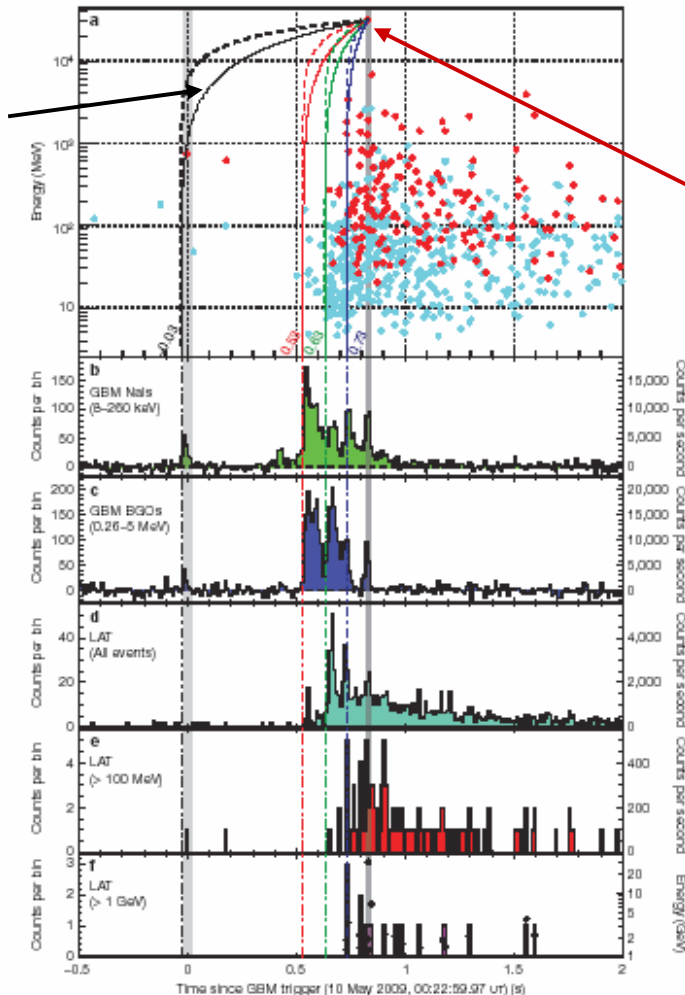 a
10⁴
10³
10²
10
Energy (MeV)
-0.03
0.53
0.63
0.73
b
GBM NaIs
(8–260 keV)
Counts per bin
150
100
50
0
15,000
10,000
5,000
0
Counts per second
c
GBM BGOs
(0.26–5 MeV)
Counts per bin
200
150
100
50
0
20,000
15,000
10,000
5,000
0
Counts per second
d
LAT
(All events)
Counts per bin
40
20
0
4,000
2,000
0
Counts per second
e
LAT
(> 100 MeV)
Counts per bin
4
2
0
400
200
0
Counts per second
f
LAT
(> 1 GeV)
Counts per bin
3
2
1
0
20
10
5
2
1
Energy (GeV)
–0.5
0
0.5
1
1.5
2
Time since GBM trigger (10 May 2009, 00:22:59.97 UT) (s)